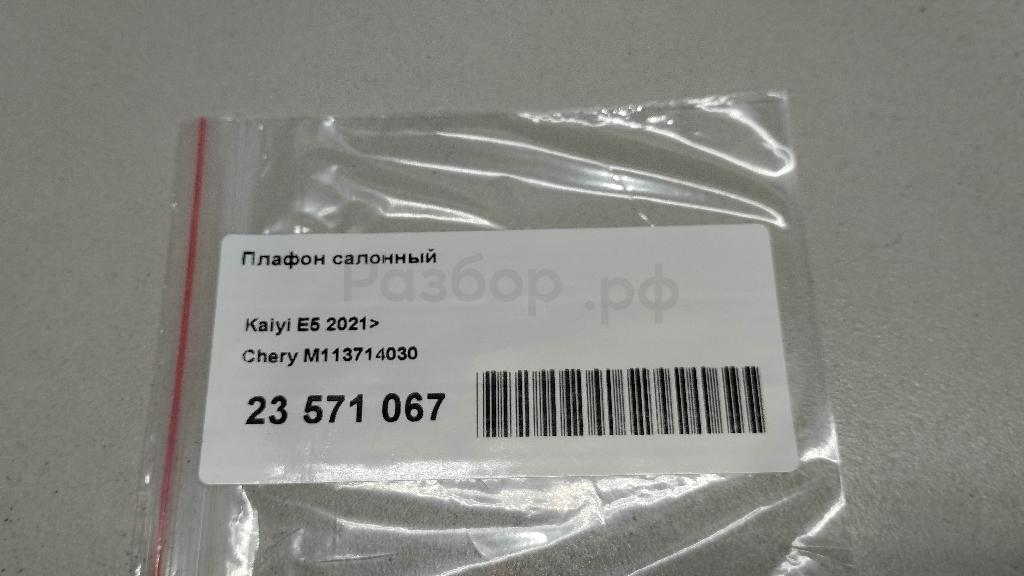 Плафон салонный
Разбор.рф
Kaiyi E5 2021>
Chery M113714030
23 571 067